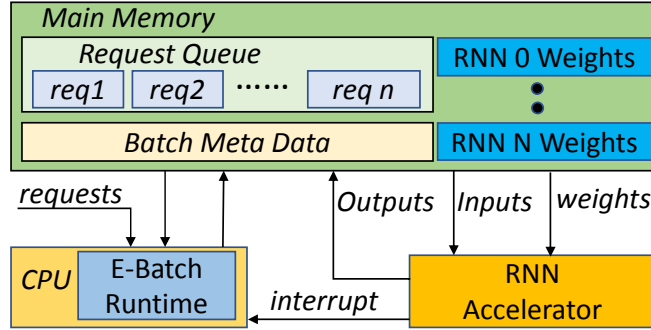 Main Memory
Request Queue
req1 req2 ...... req n
Batch Meta Data
RNN 0 Weights
RNN N Weights
requests
Outputs Inputs weights
CPU
E-Batch
Runtime
interrupt
RNN
Accelerator